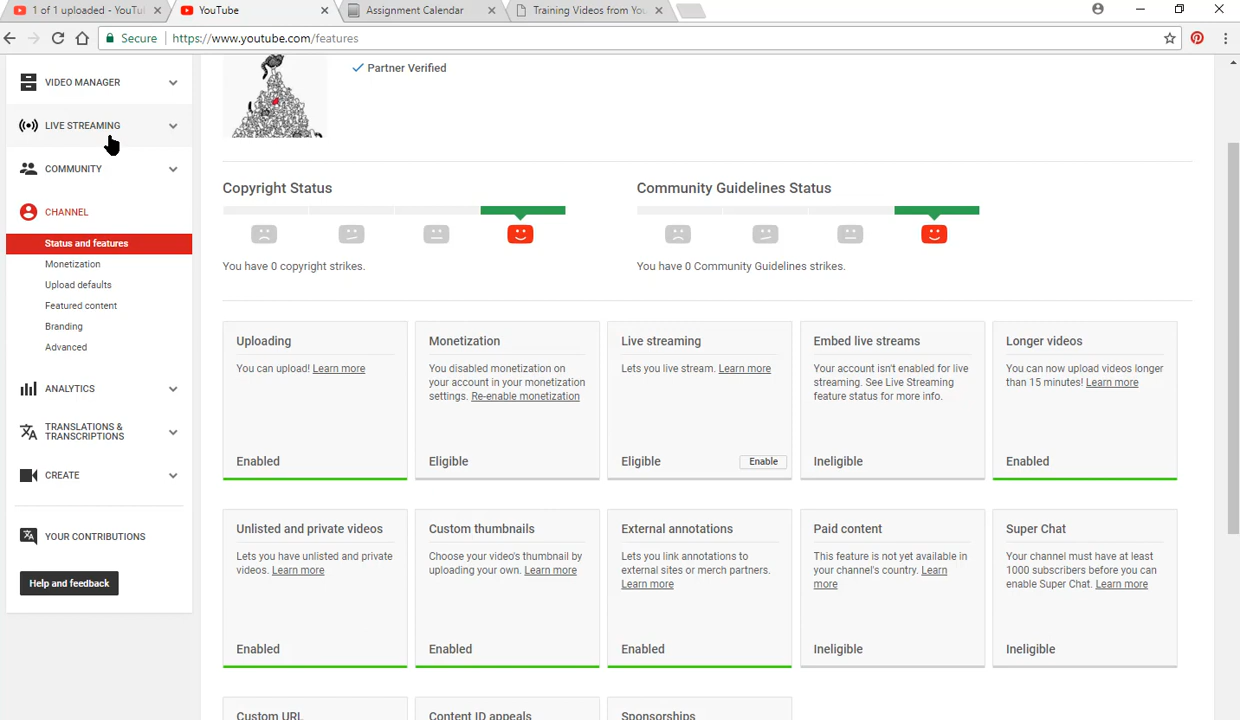 1 of 1 uploaded - YouTu
YouTube
Assignment Calendar
Training Videos from Yo
Secure
https://www.youtube.com/features
VIDEO MANAGER
LIVE STREAMING
COMMUNITY
CHANNEL
Status and features
Monetization
Upload defaults
Featured content
Branding
Advanced
ANALYTICS
TRANSLATIONS &
TRANSCRIPTIONS
CREATE
YOUR CONTRIBUTIONS
Help and feedback
Partner Verified
Copyright Status
You have 0 copyright strikes.
Community Guidelines Status
You have 0 Community Guidelines strikes.
Uploading
You can upload! Learn more
Enabled
Monetization
You disabled monetization on
your account in your monetization
settings. Re-enable monetization
Eligible
Live streaming
Lets you live stream. Learn more
Eligible
Enable
Embed live streams
Your account isn't enabled for live
streaming. See Live Streaming
feature status for more info.
Ineligible
Longer videos
You can now upload videos longer
than 15 minutes! Learn more
Enabled
Unlisted and private videos
Lets you have unlisted and private
videos. Learn more
Enabled
Custom thumbnails
Choose your video's thumbnail by
uploading your own. Learn more
Enabled
External annotations
Lets you link annotations to
external sites or merch partners.
Learn more
Enabled
Paid content
This feature is not yet available in
your channel's country. Learn
more
Ineligible
Super Chat
Your channel must have at least
1000 subscribers before you can
enable Super Chat. Learn more
Ineligible
Custom URL
Content ID appeals
Sponsorships